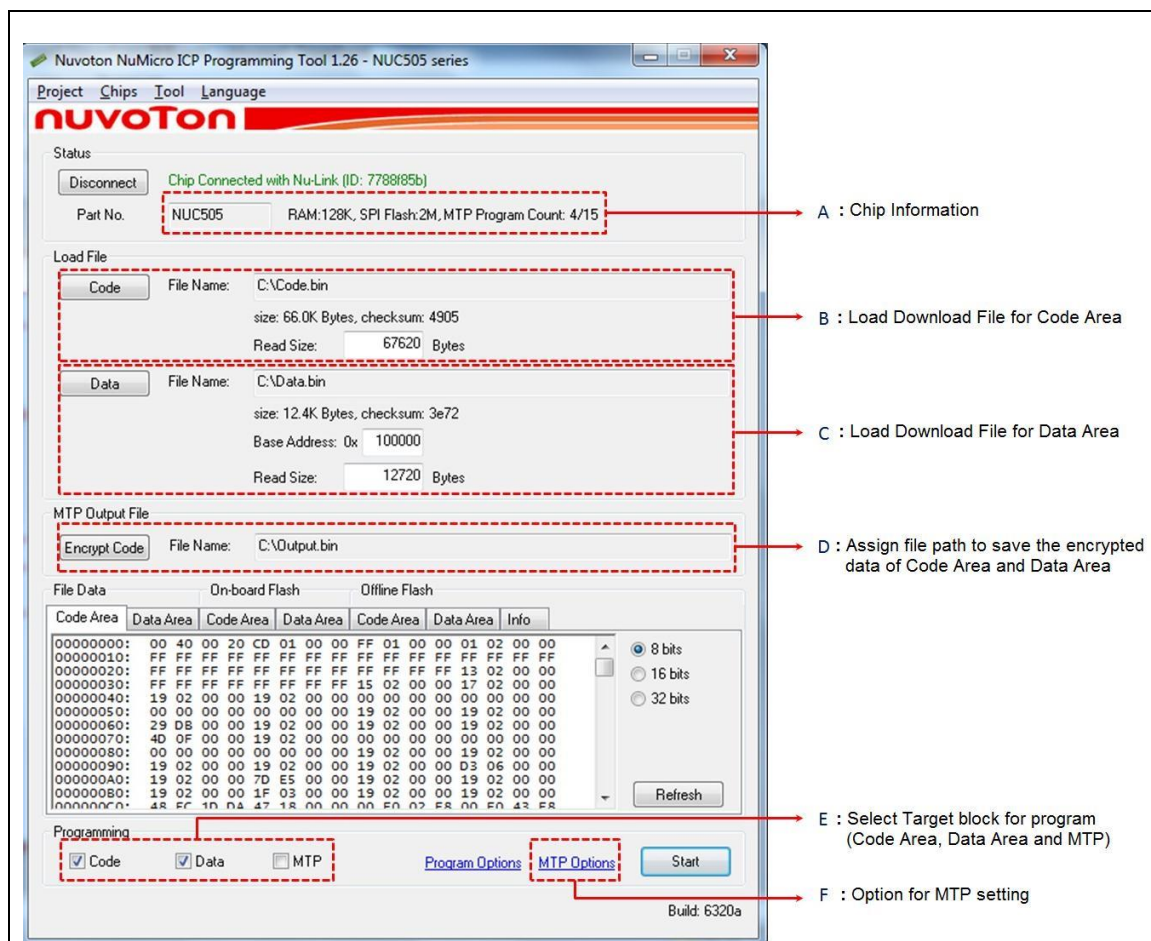 Nuvoton NuMicro ICP Programming Tool 1.26 - NUC505 series
Project Chips Tool Language
nuvoTon
Status
Disconnect Chip Connected with Nu-Link (ID: 7788f85b)
Part No. NUC505 RAM:128K, SPI Flash:2M, MTP Program Count: 4/15
A : Chip Information
Load File
Code File Name: C:\Code.bin
size: 66.0K Bytes, checksum: 4905
B : Load Download File for Code Area
Read Size: 67620 Bytes
Data File Name: C:\Data.bin
size: 12.4K Bytes, checksum: 3e72
Base Address: 0x 100000
C : Load Download File for Data Area
Read Size: 12720 Bytes
MTP Output File
Encrypt Code File Name: C:\Output.bin
D : Assign file path to save the encrypted
data of Code Area and Data Area
File Data On-board Flash Offline Flash
Code Area Data Area Code Area Data Area Code Area Data Area Info
00000000: 00 40 00 20 CD 01 00 00 FF 01 00 00 01 02 00 00
00000010: FF FF FF FF FF FF FF FF FF FF FF FF FF FF FF FF
00000020: FF FF FF FF FF FF FF FF FF FF FF FF 13 02 00 00
00000030: FF FF FF FF FF FF FF FF 15 02 00 00 17 02 00 00
00000040: 19 02 00 00 19 02 00 00 00 00 00 00 00 00 00 00
00000050: 00 00 00 00 00 00 00 00 19 02 00 00 19 02 00 00
00000060: 29 DB 00 00 19 02 00 00 19 02 00 00 19 02 00 00
00000070: 4D 0F 00 00 19 02 00 00 00 00 00 00 00 00 00 00
00000080: 00 00 00 00 00 00 00 00 19 02 00 00 19 02 00 00
00000090: 19 02 00 00 19 02 00 00 19 02 00 00 D3 06 00 00
000000A0: 19 02 00 00 7D E5 00 00 19 02 00 00 19 02 00 00
000000B0: 19 02 00 00 1F 03 00 00 19 02 00 00 19 02 00 00
000000C0: 48 EC 1D DA 47 18 00 00 00 F0 02 F8 00 F0 43 F8
8 bits
16 bits
32 bits
Refresh
Programming
E : Select Target block for program
(Code Area, Data Area and MTP)
Code Data MTP Program Options MTP Options Start
F : Option for MTP setting
Build: 6320a